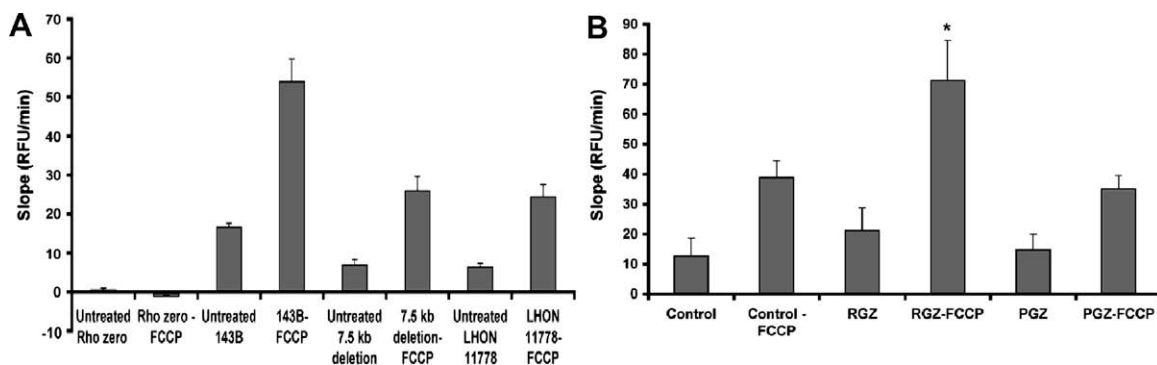 A
Slope (RFU/min)
70
60
50
40
30
20
10
0
-10
Untreated Rho zero
Rho zero - FCCP
Untreated 143B
143B- FCCP
Untreated 7.5 kb deletion
7.5 kb deletion- FCCP
Untreated LHON 11778
LHON 11778- FCCP
B
Slope (RFU/min)
90
80
70
60
50
40
30
20
10
0
*
Control
Control - FCCP
RGZ
RGZ-FCCP
PGZ
PGZ-FCCP